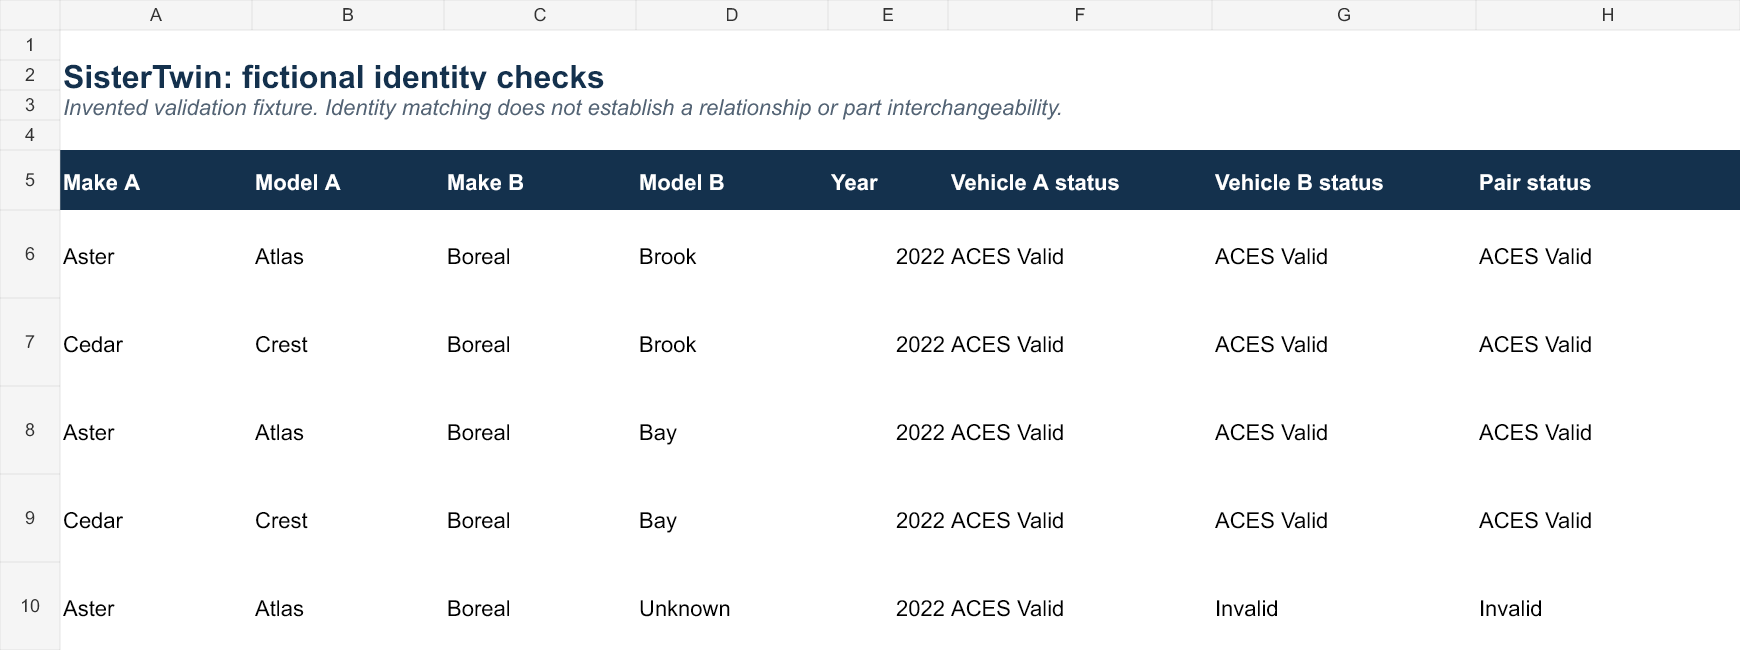 A B C D E F G H
1
2 SisterTwin: fictional identity checks
3 Invented validation fixture. Identity matching does not establish a relationship or part interchangeability.
4
5 Make A Model A Make B Model B Year Vehicle A status Vehicle B status Pair status
6 Aster Atlas Boreal Brook 2022 ACES Valid ACES Valid ACES Valid
7 Cedar Crest Boreal Brook 2022 ACES Valid ACES Valid ACES Valid
8 Aster Atlas Boreal Bay 2022 ACES Valid ACES Valid ACES Valid
9 Cedar Crest Boreal Bay 2022 ACES Valid ACES Valid ACES Valid
10 Aster Atlas Boreal Unknown 2022 ACES Valid Invalid Invalid